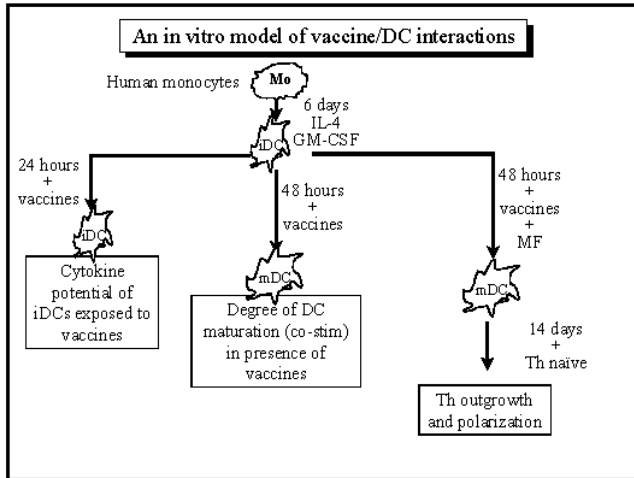 An in vitro model of vaccine/DC interactions
Human monocytes
Mo
6 days
IL-4
GM-CSF
iDC
24 hours
+
vaccines
iDC
Cytokine
potential of
iDCs exposed to
vaccines
48 hours
+
vaccines
mDC
Degree of DC
maturation (co-stim)
in presence of
vaccines
48 hours
+
vaccines
+
MF
mDC
14 days
+
Th naïve
Th outgrowth
and polarization